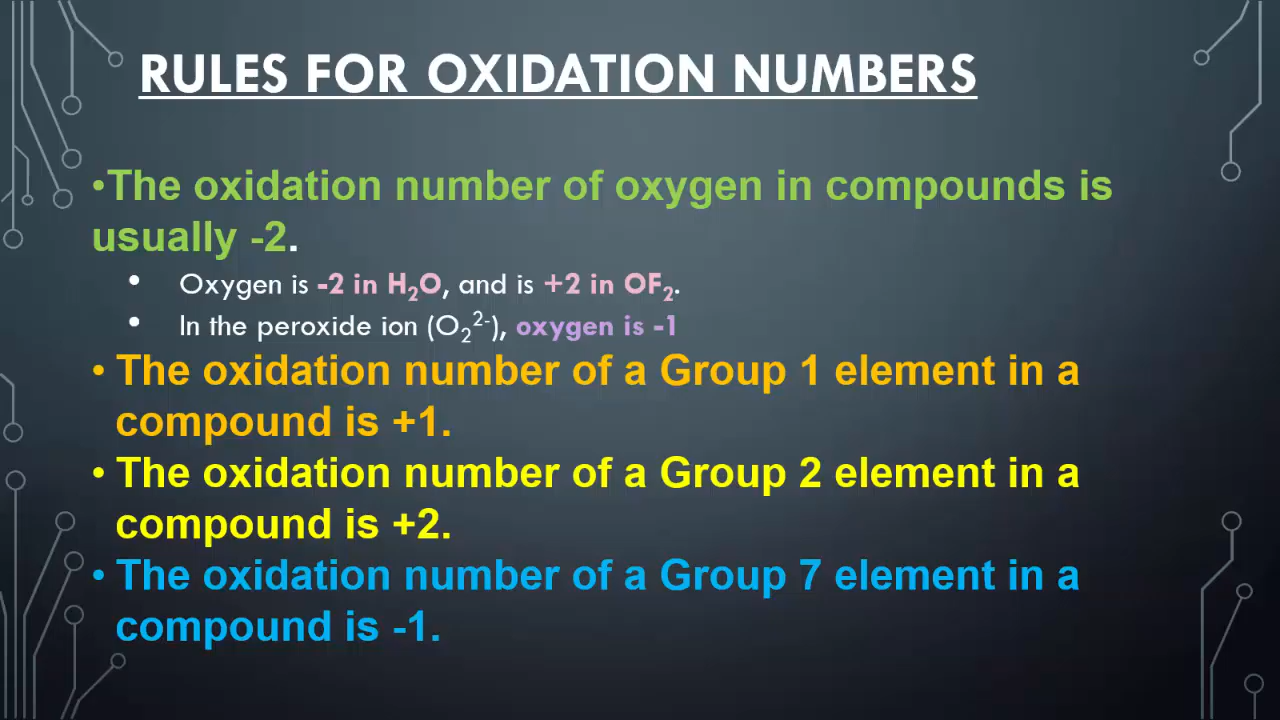 RULES FOR OXIDATION NUMBERS
•The oxidation number of oxygen in compounds is
usually -2.
• Oxygen is -2 in H₂O, and is +2 in OF₂.
• In the peroxide ion (O₂²⁻), oxygen is -1
• The oxidation number of a Group 1 element in a
compound is +1.
• The oxidation number of a Group 2 element in a
compound is +2.
• The oxidation number of a Group 7 element in a
compound is -1.